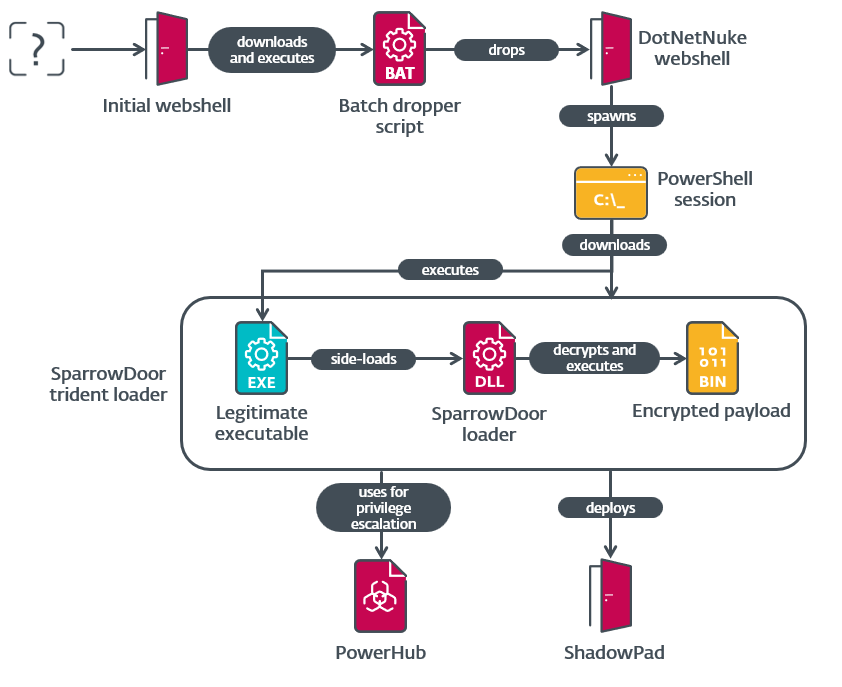 ?
downloads
and executes
BAT
drops
DotNetNuke
webshell
Initial webshell
Batch dropper
script
spawns
C:\_
PowerShell
session
downloads
executes
SparrowDoor
trident loader
EXE
side-loads
DLL
decrypts and
executes
101
011
BIN
Legitimate
executable
SparrowDoor
loader
Encrypted payload
uses for
privilege
escalation
deploys
PowerHub
ShadowPad